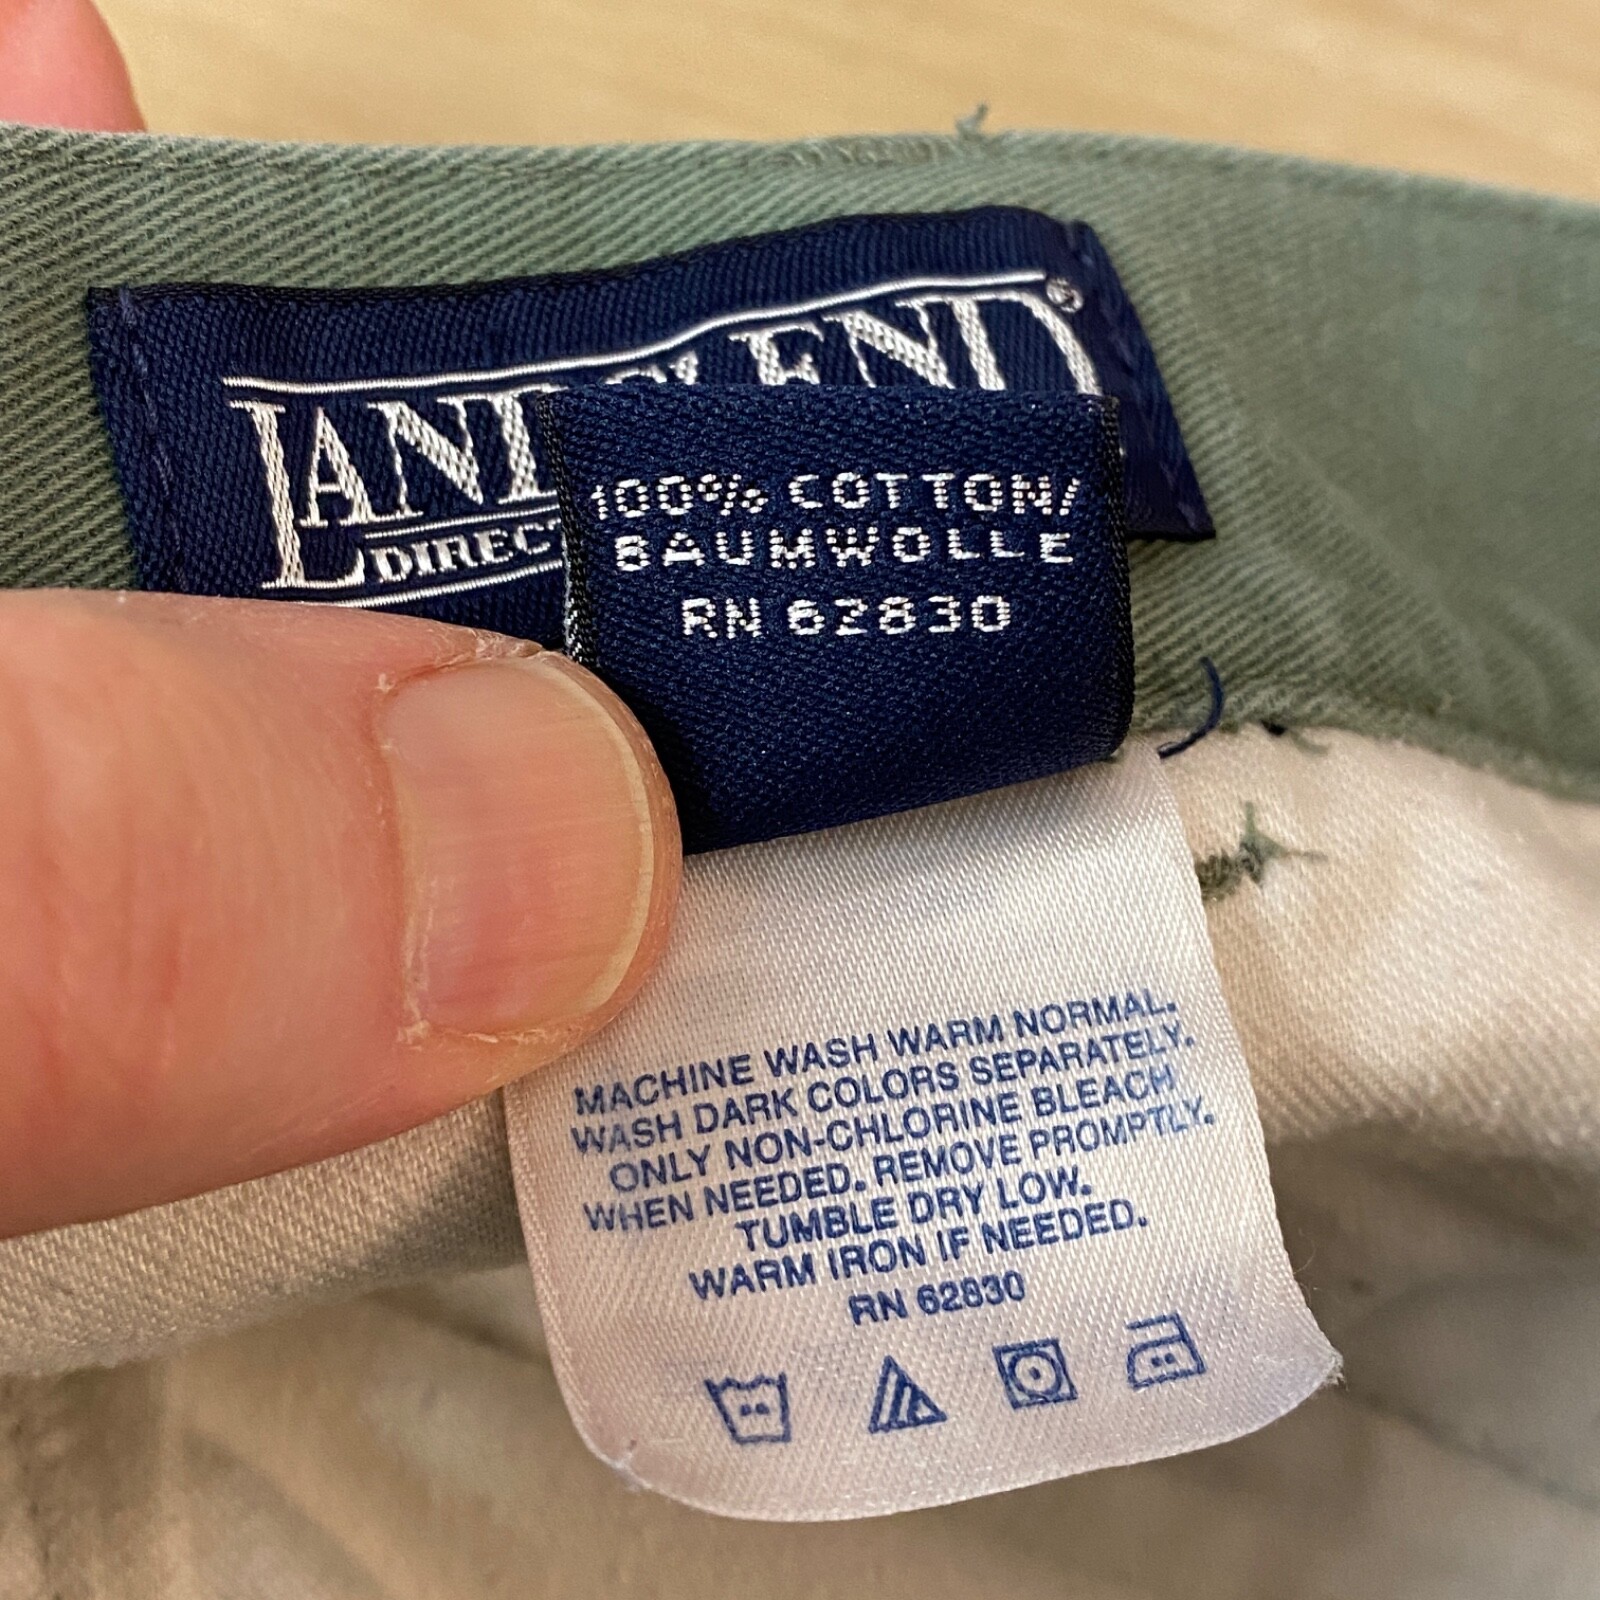 DIREC
100% COTTON/
BAUMWOLLE
RN 62830
MACHINE WASH WARM NORMAL.
WASH DARK COLORS SEPARATELY.
ONLY NON-CHLORINE BLEACH
WHEN NEEDED. REMOVE PROMPTLY.
TUMBLE DRY LOW.
WARM IRON IF NEEDED.
RN 62830